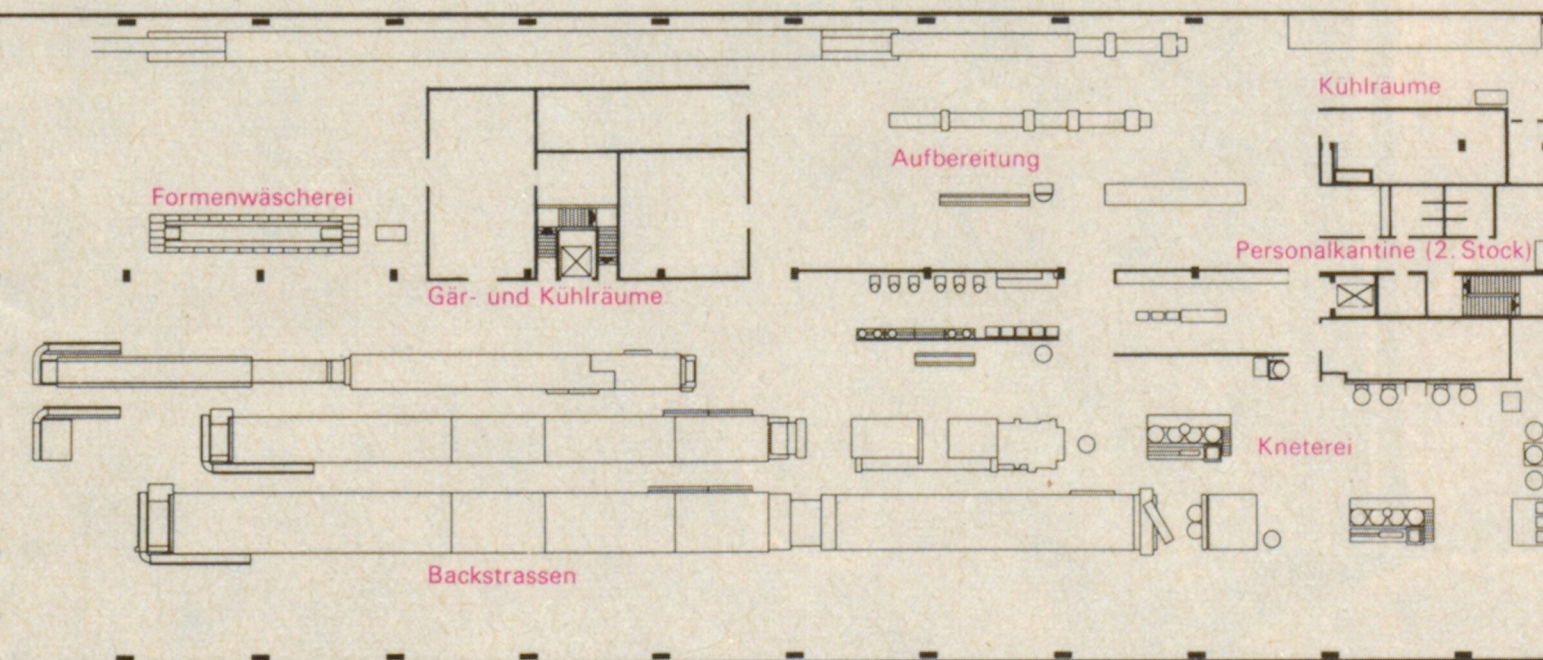 Kühlräume
Aufbereitung
Formenwäscherei
Personalkantine (2. Stock)
Gär- und Kühlräume
Kneterei
Backstrassen